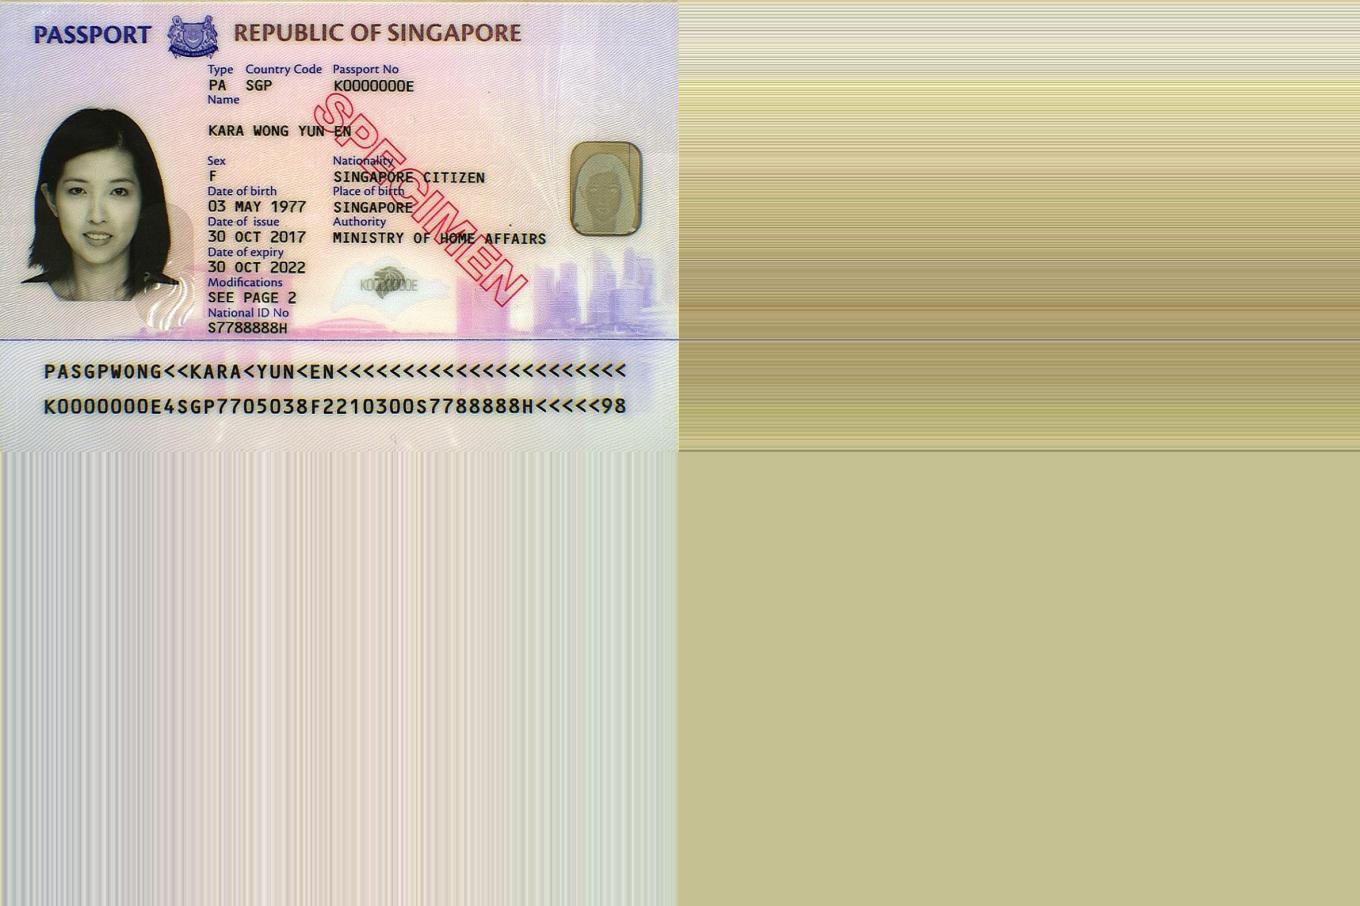 PASSPORT REPUBLIC OF SINGAPORE
Type Country Code Passport No
PA SGP K0000000E
Name
KARA WONG YUN EN
Sex Nationality
F SINGAPORE CITIZEN
Date of birth Place of birth
03 MAY 1977 SINGAPORE
Date of issue Authority
30 OCT 2017 MINISTRY OF HOME AFFAIRS
Date of expiry
30 OCT 2022
Modifications
SEE PAGE 2
National ID No
S7788888H
SPECIMEN
PASGPWONG<<KARA<YUN<EN<<<<<<<<<<<<<<<<<<<<<<
K0000000E4SGP7705038F2210300S7788888H<<<<<98